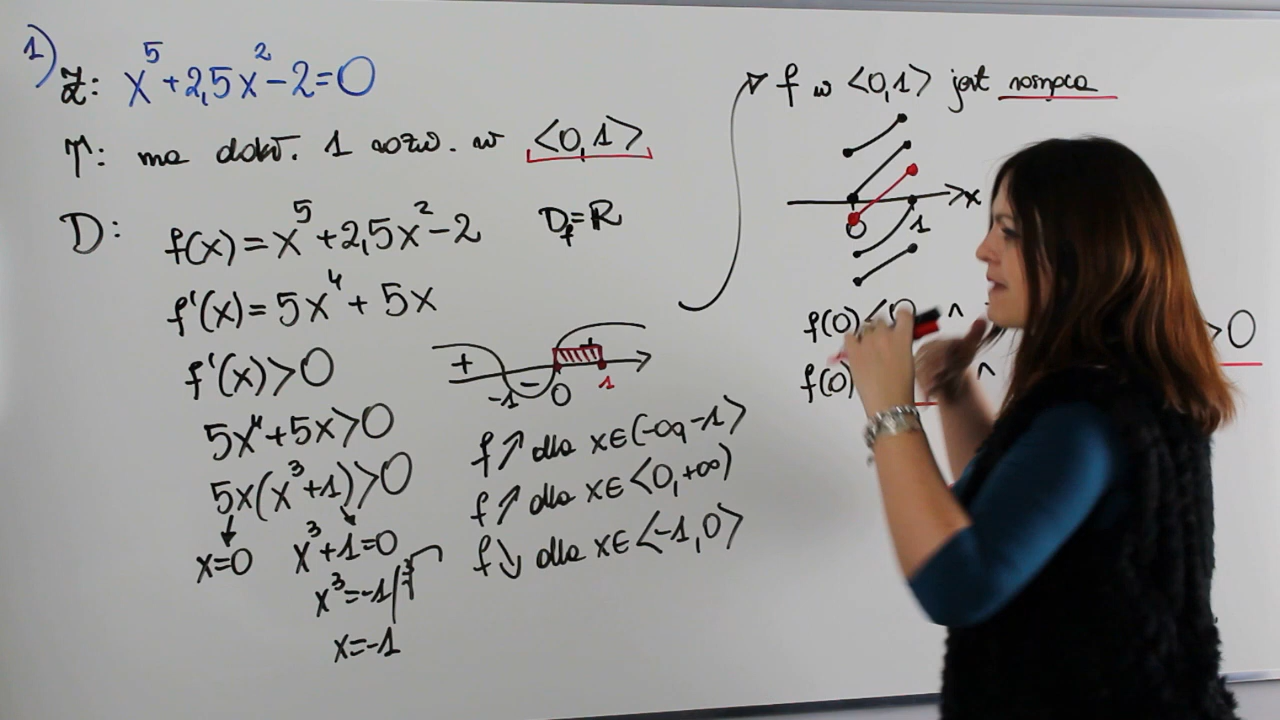 1)
Z: x⁵+2,5x²-2=0
T: ma dokł. 1 rozw. w <0,1>
D: f(x)=x⁵+2,5x²-2 D_f=R
f'(x)=5x⁴+5x
f'(x)>0
+ - + -1 0 1
5x⁴+5x>0
5x(x³+1)>0
x=0 x³+1=0
x³=-1 |∛
x=-1
f↗ dla x∈(-∞,-1>
f↗ dla x∈<0,+∞)
f↘ dla x∈<-1,0>
f w <0,1> jest rosnąca
x
0 1
f(0)<0 ∧ >0
f(0) ∧